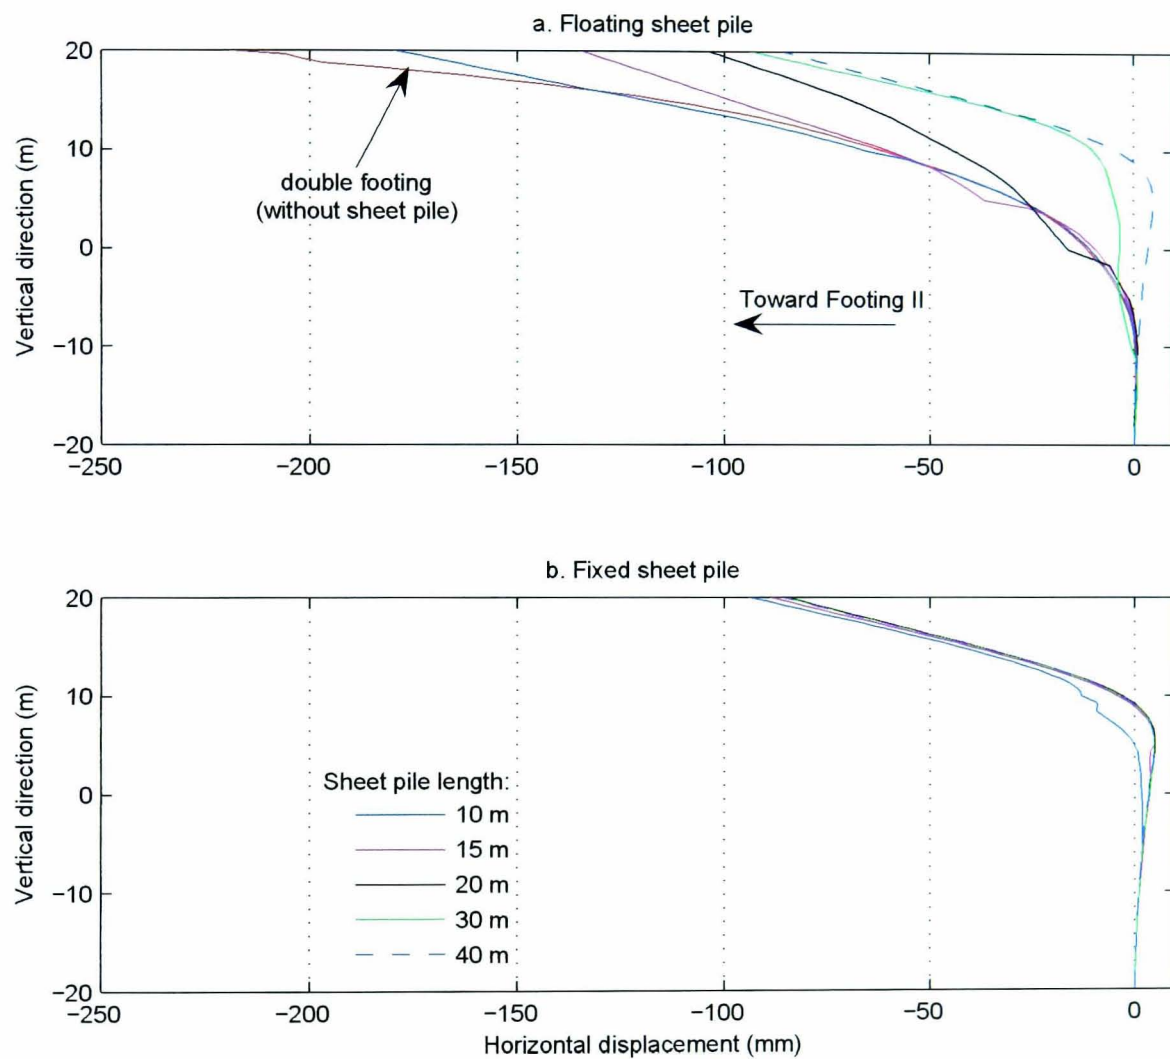 a. Floating sheet pile
20
10
0
−10
−20
Vertical direction (m)
double footing
(without sheet pile)
Toward Footing II
−250
−200
−150
−100
−50
0
b. Fixed sheet pile
20
10
0
−10
−20
Vertical direction (m)
Sheet pile length:
10 m
15 m
20 m
30 m
40 m
−250
−200
−150
−100
−50
0
Horizontal displacement (mm)